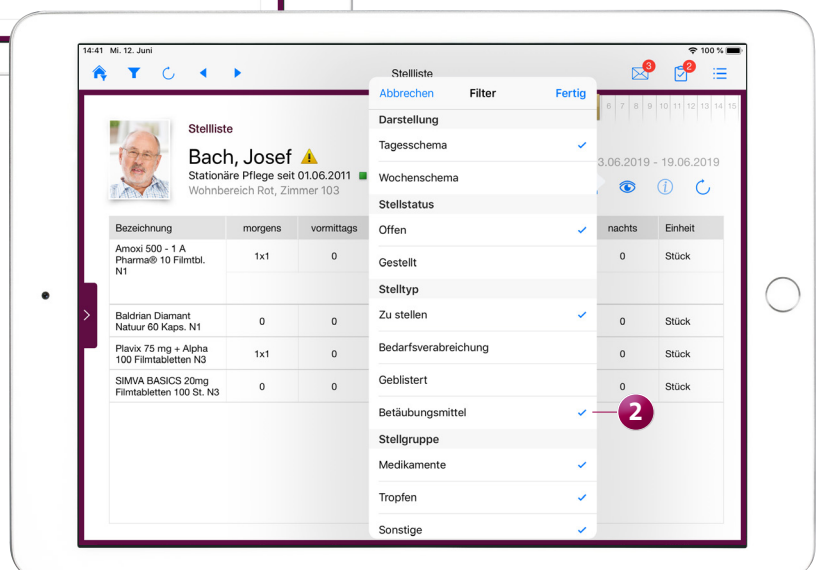 14:41 Mi. 12. Juni
100 %
Stellliste
3
2
Abbrechen Filter Fertig
6 7 8 9 10 11 12 13 14 15
Darstellung
Tagesschema
Wochenschema
Stellstatus
Offen
Gestellt
Stelltyp
Zu stellen
Bedarfsverabreichung
Geblistert
Betäubungsmittel
2
Stellgruppe
Medikamente
Tropfen
Sonstige
Stellliste
Bach, Josef
Stationäre Pflege seit 01.06.2011
Wohnbereich Rot, Zimmer 103
3.06.2019 - 19.06.2019
Bezeichnung morgens vormittags nachts Einheit
Amoxi 500 - 1 A
Pharma® 10 Filmtbl.
N1
1x1 0 0 Stück
Baldrian Diamant
Natuur 60 Kaps. N1
0 0 0 Stück
Plavix 75 mg + Alpha
100 Filmtabletten N3
1x1 0 0 Stück
SIMVA BASICS 20mg
Filmtabletten 100 St. N3
0 0 0 Stück